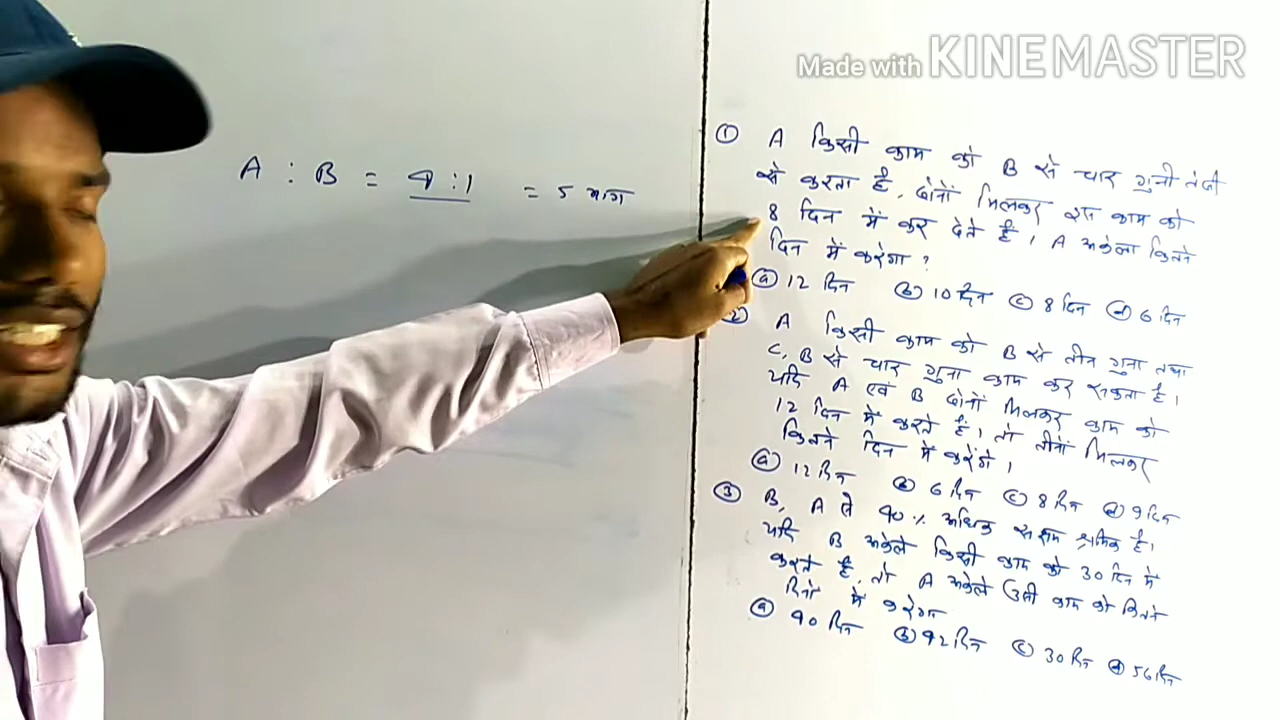 Made with KINEMASTER
A : B = 4 : 1 = 5 भाग
① A किसी काम को B से चार गुनी तेजी
से करता है, दोनों मिलकर उस काम को
8 दिन में कर देते हैं। A अकेला कितने
दिन में करेगा ?
ⓐ 12 दिन ⓑ 10 दिन ⓒ 8 दिन ⓓ 6 दिन
② A किसी काम को B से तीन गुना तथा
C, B से चार गुना काम कर सकता है।
यदि A एवं B दोनों मिलकर काम को
12 दिन में करते हैं, तो तीनों मिलकर
कितने दिन में करेंगे।
ⓐ 12 दिन ⓑ 6 दिन ⓒ 8 दिन ⓓ 9 दिन
③ B, A से 40% अधिक सक्षम श्रमिक है।
यदि B अकेले किसी काम को 30 दिन में
करते है, तो A अकेले उसी काम को कितने
दिनों में करेगा
ⓐ 40 दिन ⓑ 42 दिन ⓒ 30 दिन ⓓ 56 दिन